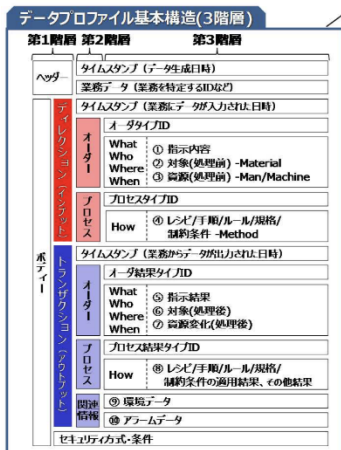 データプロファイル基本構造(3階層)
第1階層 第2階層 第3階層
ヘッダー
タイムスタンプ (データ生成日時)
業務データ (業務を特定するIDなど)
ボディー
ディレクション(インプット)
タイムスタンプ (業務にデータが入力された日時)
オーダー
オーダタイプID
What
Who
Where
When
① 指示内容
② 対象(処理前) -Material
③ 資源(処理前) -Man/Machine
プロセス
プロセスタイプID
How
④ レシピ/手順/ルール/規格/
制約条件 -Method
トランザクション(アウトプット)
タイムスタンプ (業務からデータが出力された日時)
オーダー
オーダ結果タイプID
What
Who
Where
When
⑤ 指示結果
⑥ 対象(処理後)
⑦ 資源変化(処理後)
プロセス
プロセス結果タイプID
How
⑧ レシピ/手順/ルール/規格/
制約条件の適用結果、その他結果
関連
情報
⑨ 環境データ
⑩ アラームデータ
セキュリティ方式・条件